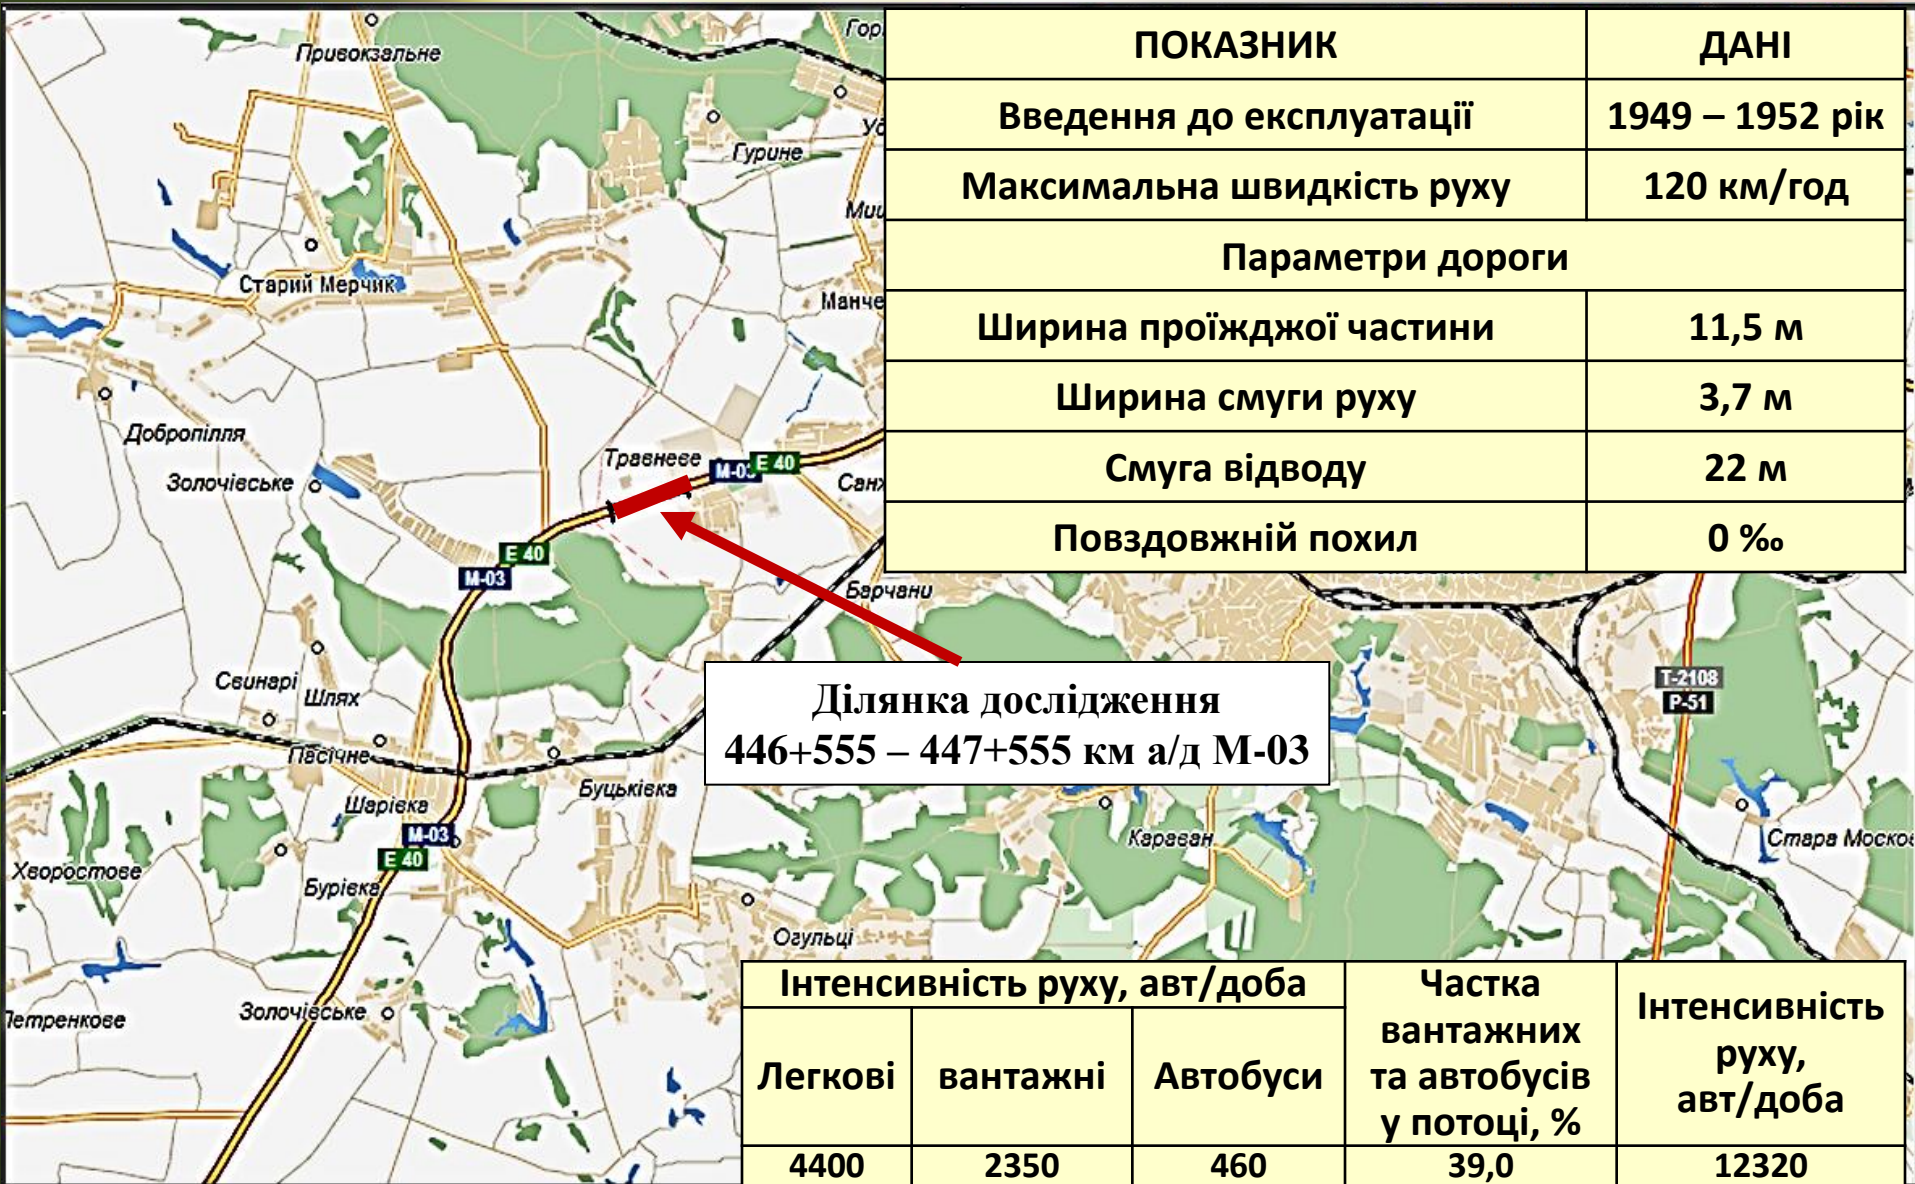 ПОКАЗНИК ДАНІ
Введення до експлуатації 1949 – 1952 рік
Максимальна швидкість руху 120 км/год
Параметри дороги
Ширина проїжджої частини 11,5 м
Ширина смуги руху 3,7 м
Смуга відводу 22 м
Повздовжній похил 0 ‰
Привокзальне
Гурине
Старий Мерчик
Манче
Добропілля
Золочівське
Травневе
М-03
E 40
Санж
E 40
М-03
Барчани
Ділянка дослідження
446+555 – 447+555 км а/д М-03
Т-2108
Р-51
Свинарі
Шлях
Пасічне
Буцьківка
Шарівка
М-03
E 40
Караван
Стара Москов
Хворостове
Бурівка
Огульці
Петренкове
Золочівське
Інтенсивність руху, авт/доба
Легкові вантажні Автобуси
Частка
вантажних
та автобусів
у потоці, %
Інтенсивність
руху,
авт/доба
4400 2350 460 39,0 12320